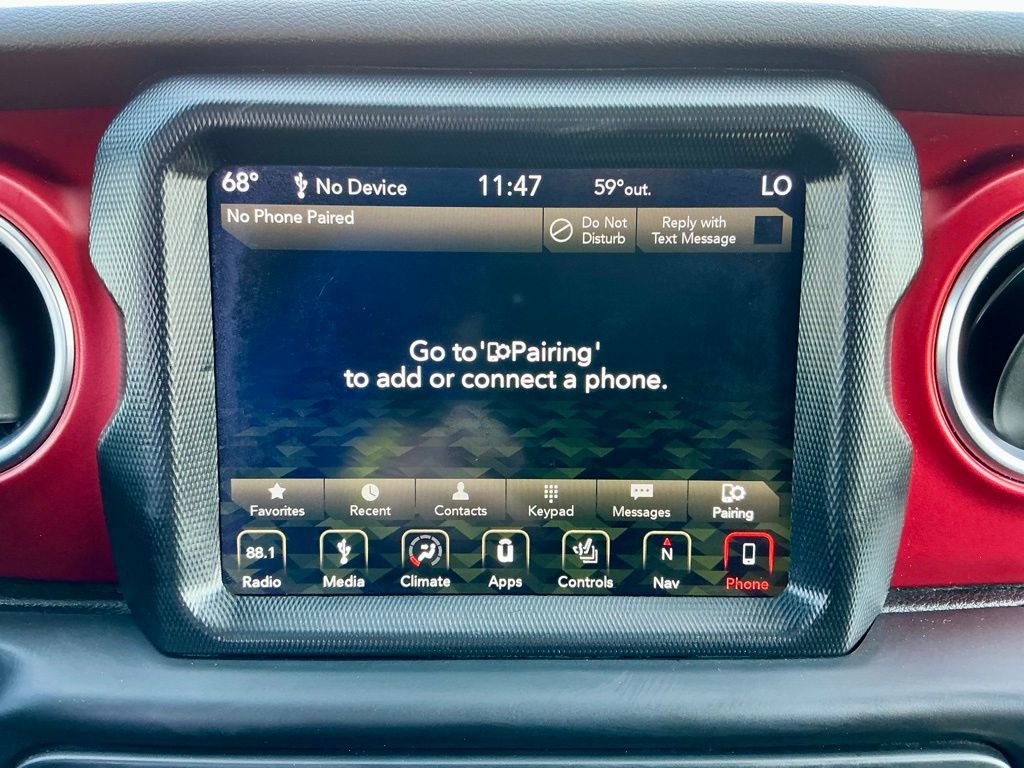 68° No Device 11:47 59°out. LO
No Phone Paired
Do Not
Disturb
Reply with
Text Message
Go to 'Pairing'
to add or connect a phone.
Favorites Recent Contacts Keypad Messages Pairing
88.1 N
Radio Media Climate Apps Controls Nav Phone